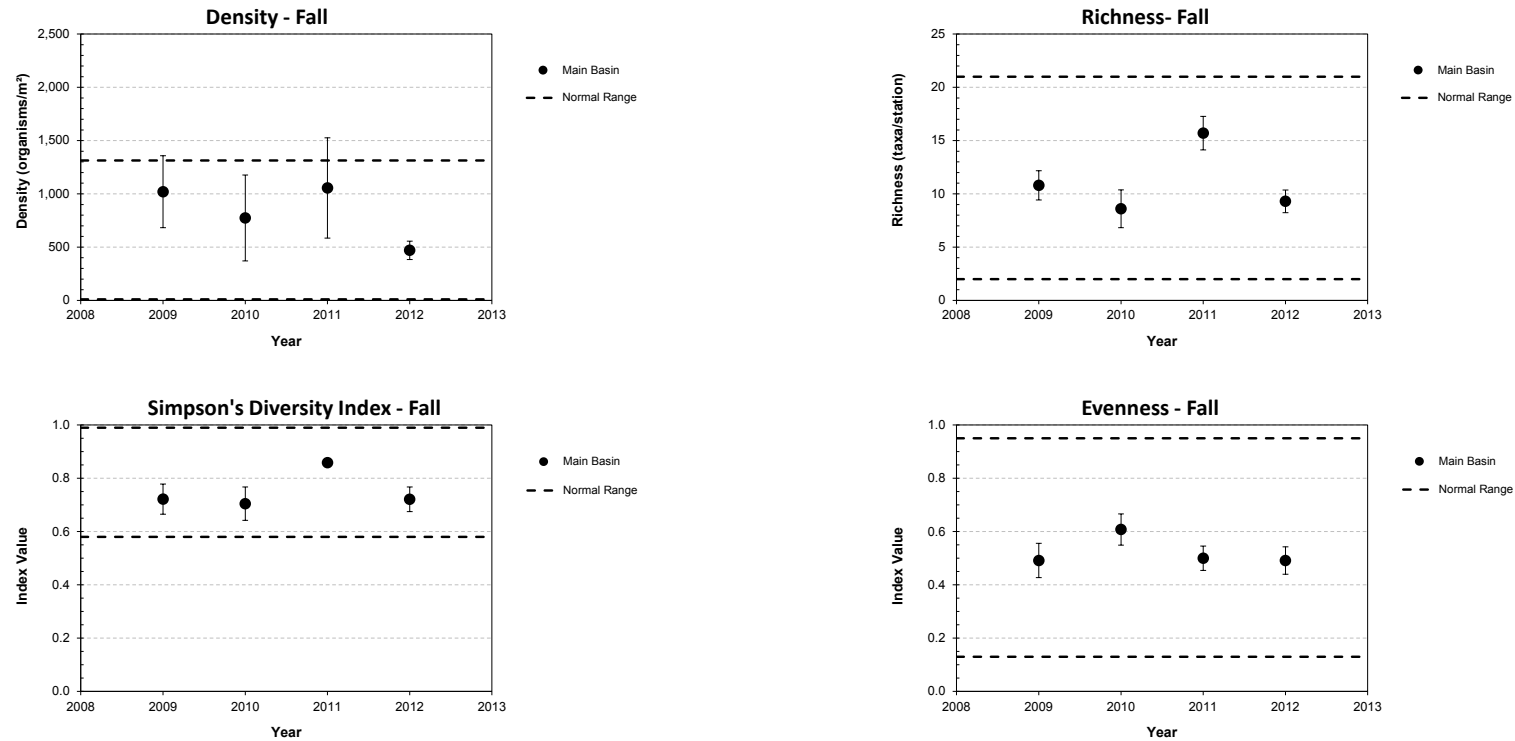 Density - Fall
2,500
2,000
1,500
1,000
500
0
Density (organisms/m²)
2008 2009 2010 2011 2012 2013
Year
Main Basin
Normal Range
Richness- Fall
25
20
15
10
5
0
Richness (taxa/station)
2008 2009 2010 2011 2012 2013
Year
Main Basin
Normal Range
Simpson's Diversity Index - Fall
1.0
0.8
0.6
0.4
0.2
0.0
Index Value
2008 2009 2010 2011 2012 2013
Year
Main Basin
Normal Range
Evenness - Fall
1.0
0.8
0.6
0.4
0.2
0.0
Index Value
2008 2009 2010 2011 2012 2013
Year
Main Basin
Normal Range